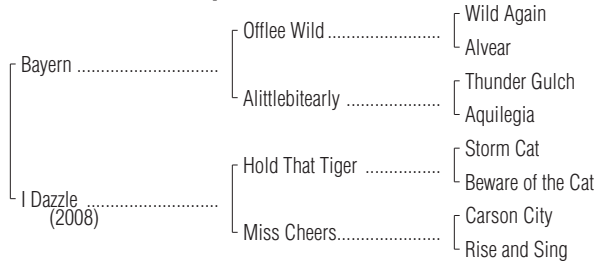 Wild Again
Offlee Wild ......................
Alvear
Bayern ............................
Thunder Gulch
Alittlebitearly ..................
Aquilegia
Storm Cat
Hold That Tiger ...............
Beware of the Cat
I Dazzle..........................
(2008)
Carson City
Miss Cheers.....................
Rise and Sing